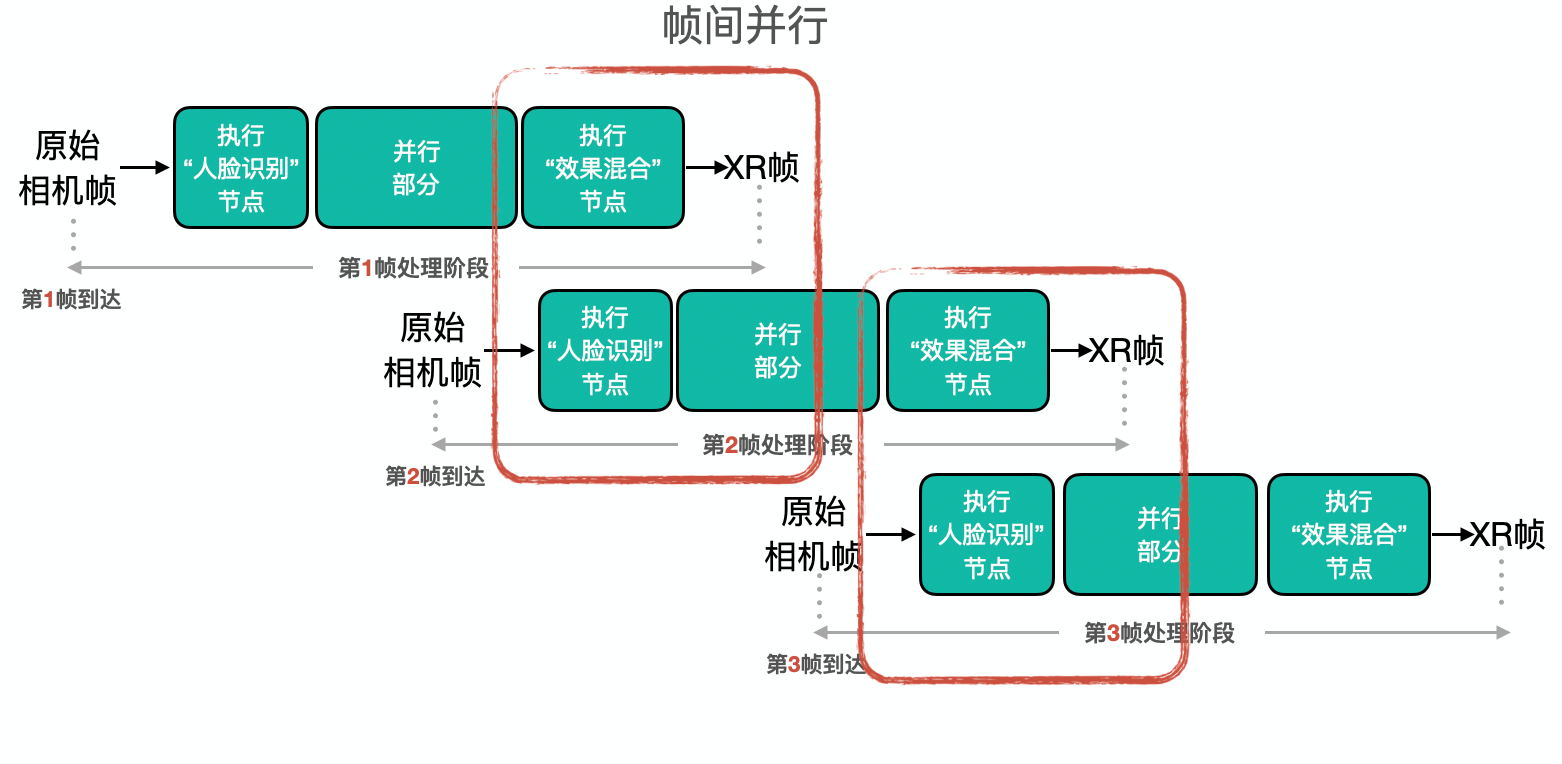 帧间并行
原始
相机帧
执行
“人脸识别”
节点
并行
部分
执行
“效果混合”
节点
XR帧
第1帧处理阶段
第1帧到达
原始
相机帧
执行
“人脸识别”
节点
并行
部分
执行
“效果混合”
节点
XR帧
第2帧处理阶段
第2帧到达
原始
相机帧
执行
“人脸识别”
节点
并行
部分
执行
“效果混合”
节点
XR帧
第3帧处理阶段
第3帧到达